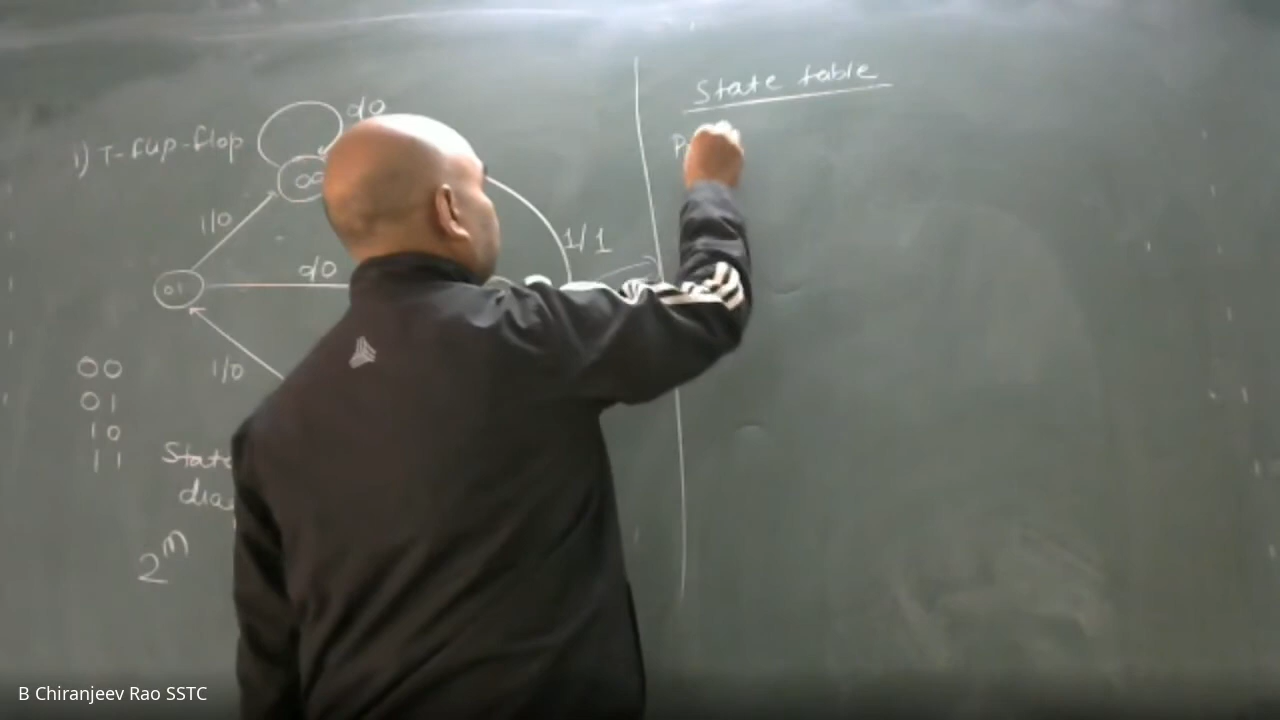 State table
1) T-flip-flop
0/0
00
1/0
1/1
0/0
01
1/0
00
01
10
11
State
dia
2^m
P
B Chiranjeev Rao SSTC